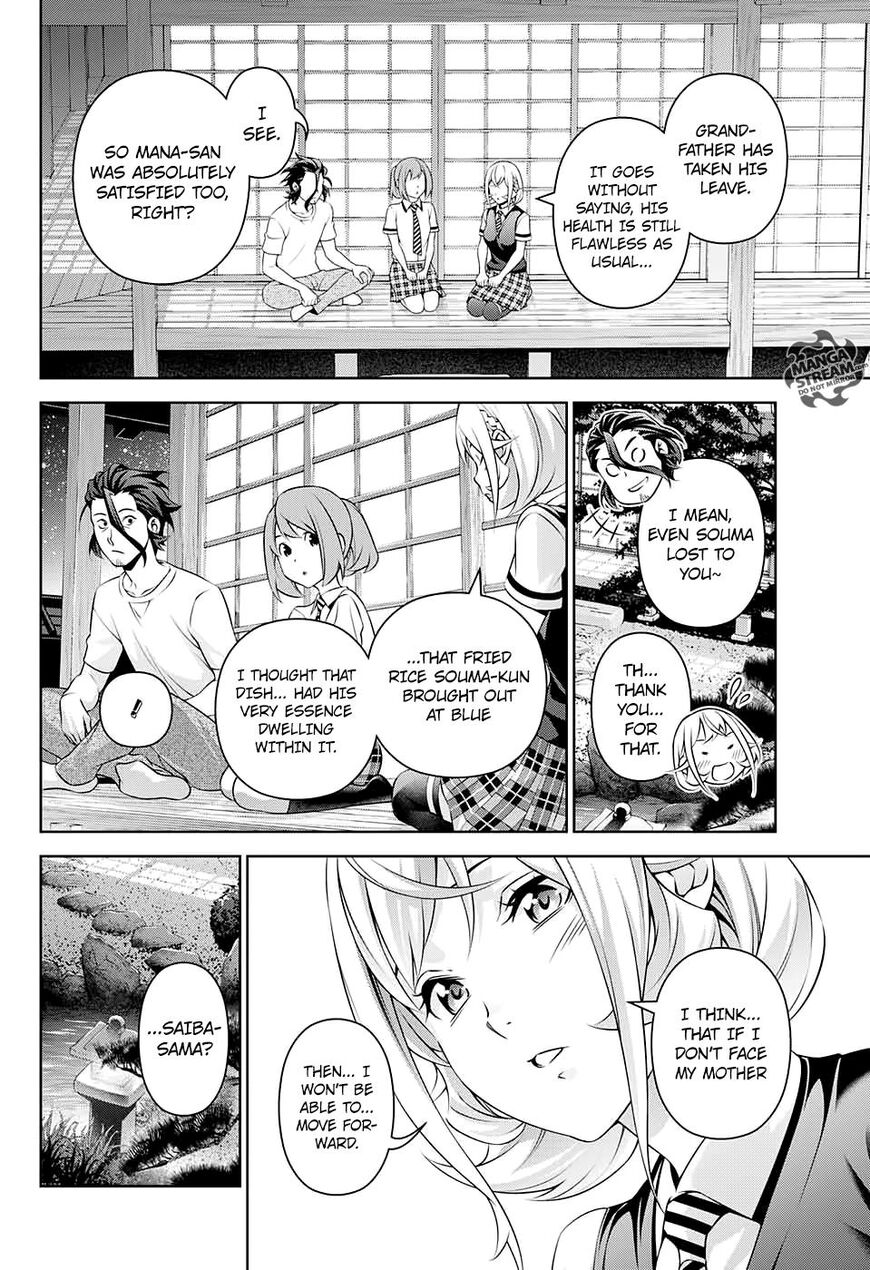 GRAND-
FATHER HAS
TAKEN HIS
LEAVE.
IT GOES
WITHOUT
SAYING, HIS
HEALTH IS STILL
FLAWLESS AS
USUAL...
I
SEE.
SO MANA-SAN
WAS ABSOLUTELY
SATISFIED TOO,
RIGHT?
MANGA
STREAM.com
DO NOT MIRROR
I MEAN,
EVEN SOUMA
LOST TO
YOU~
TH...
THANK
YOU...
FOR
THAT.
...THAT FRIED
RICE SOUMA-KUN
BROUGHT OUT
AT BLUE
I THOUGHT THAT
DISH... HAD HIS
VERY ESSENCE
DWELLING
WITHIN IT.
!
I THINK...
THAT IF I
DON'T FACE
MY MOTHER
THEN... I
WON'T BE
ABLE TO...
MOVE FOR-
WARD.
...SAIBA-
SAMA?